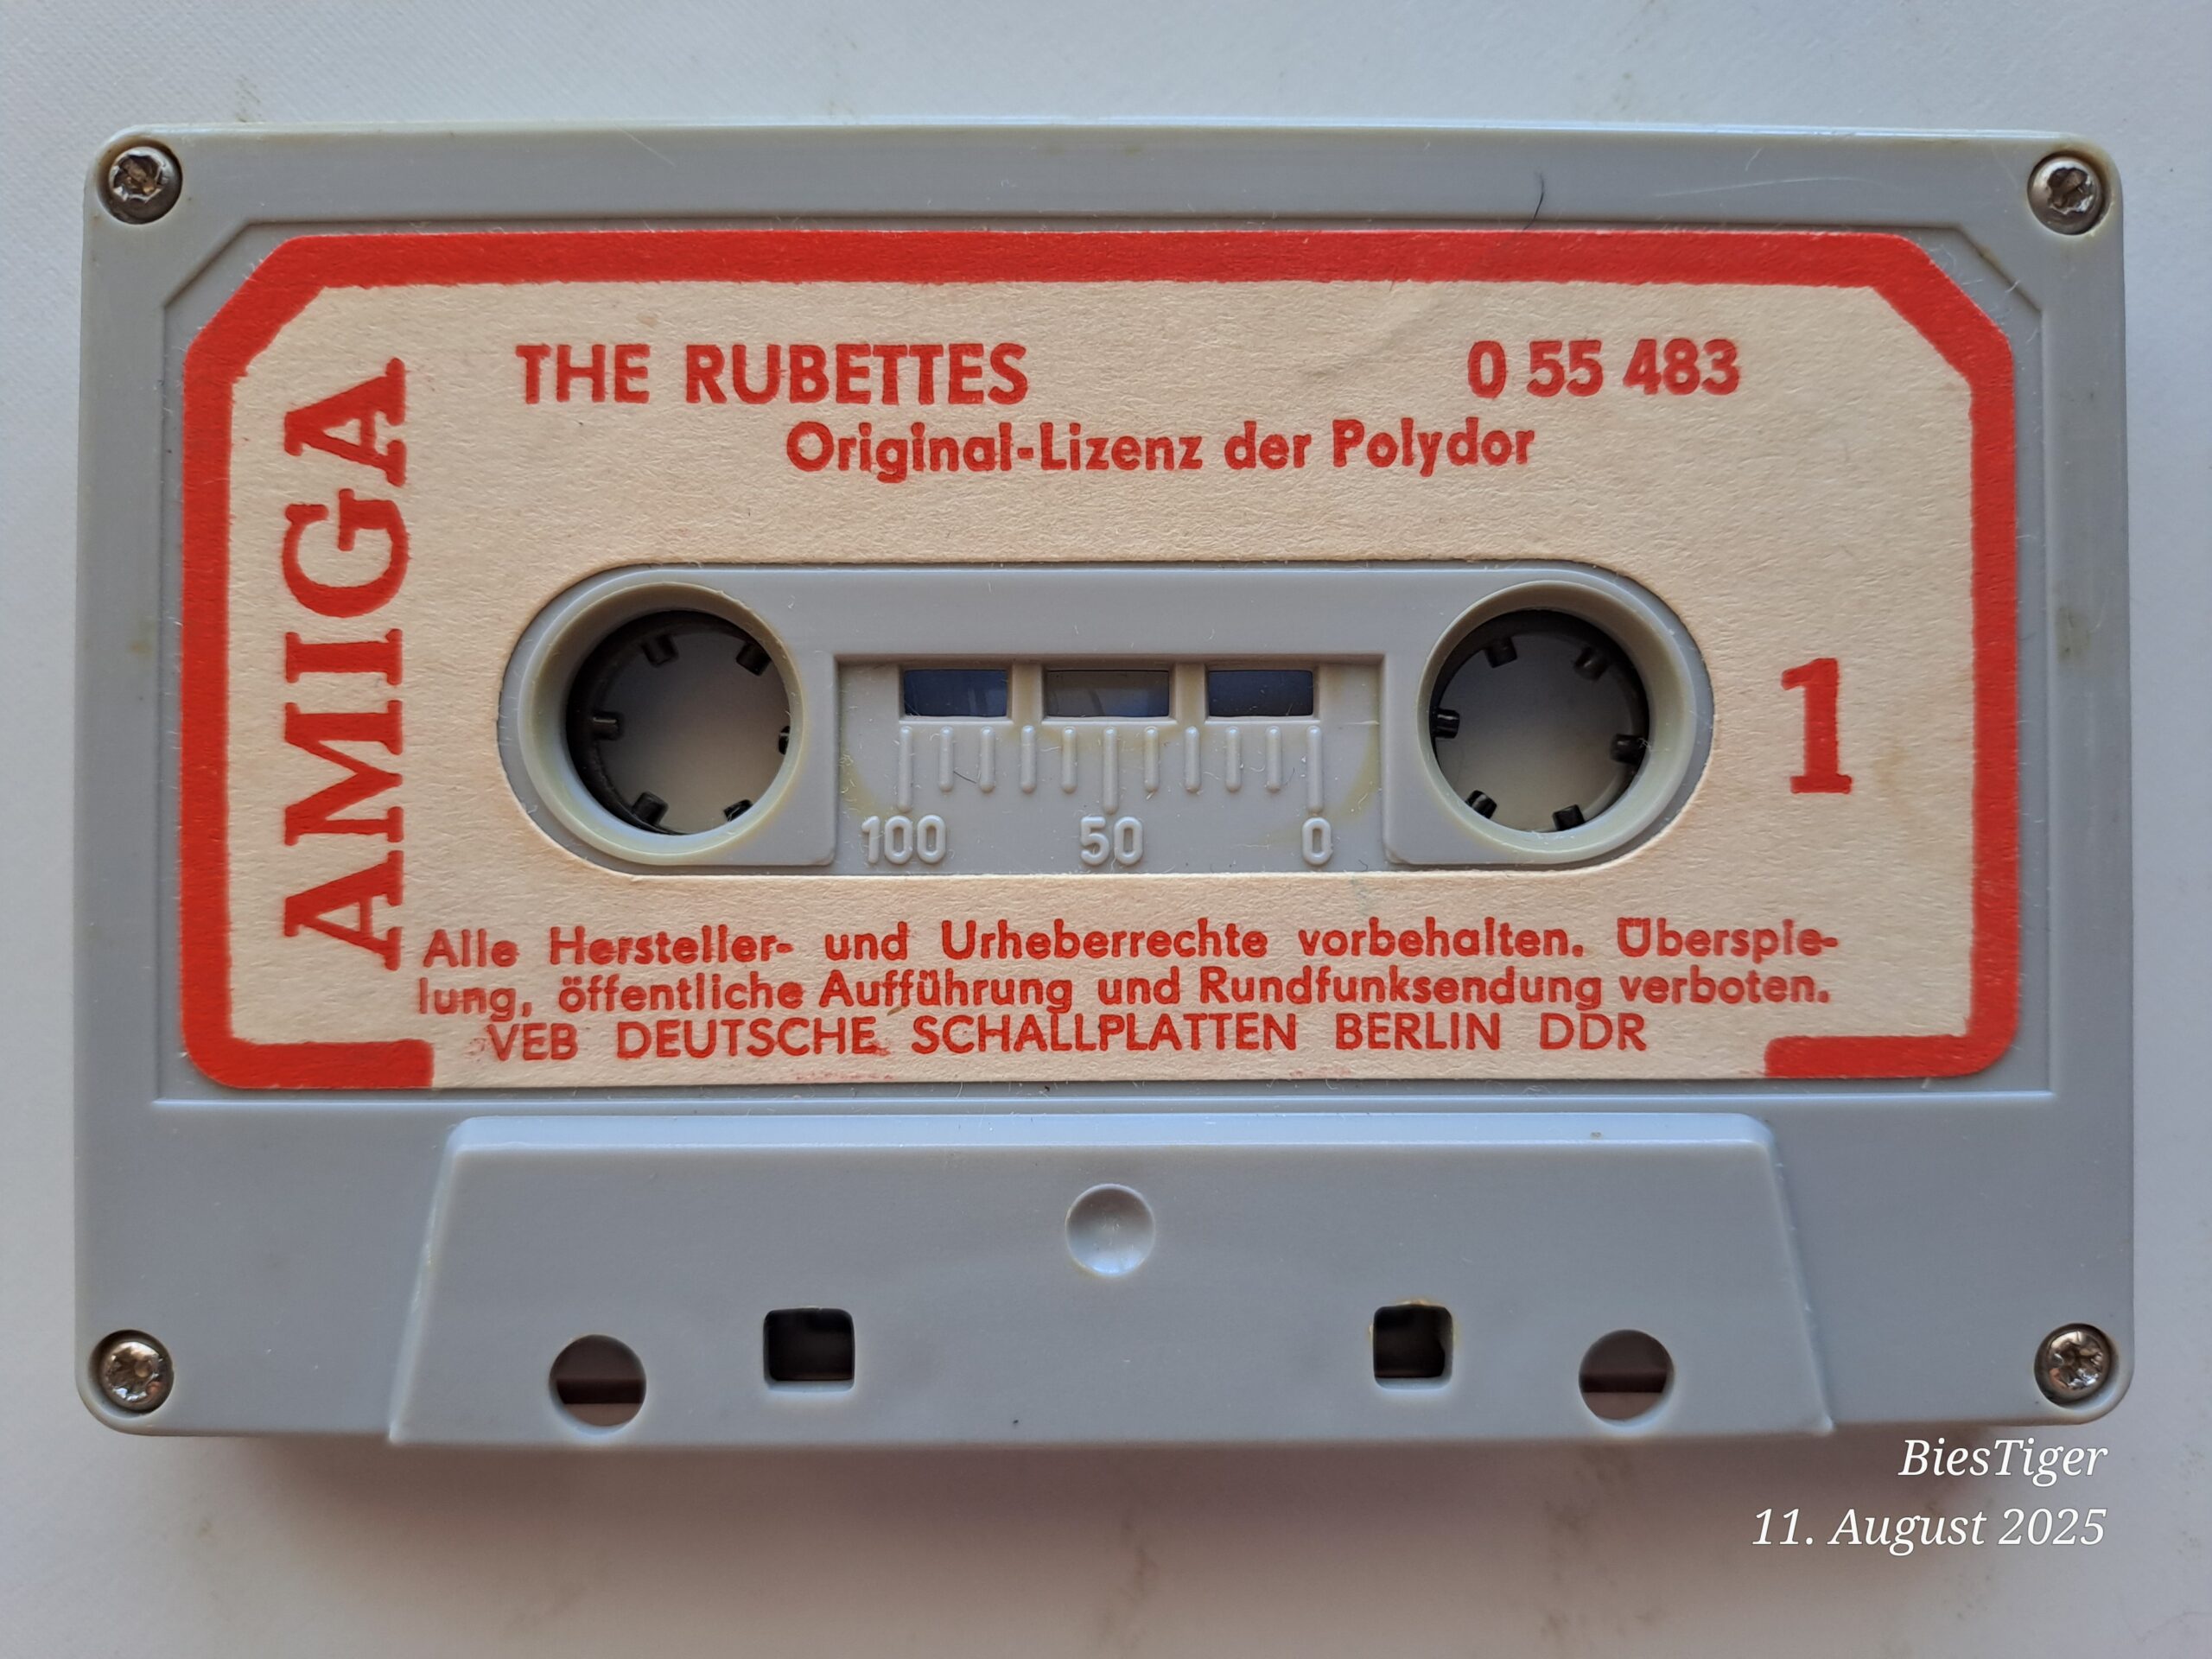 THE RUBETTES 0 55 483
Original-Lizenz der Polydor
AMIGA
1
100 50 0
Alle Hersteller- und Urheberrechte vorbehalten. Überspie-
lung, öffentliche Aufführung und Rundfunksendung verboten.
VEB DEUTSCHE SCHALLPLATTEN BERLIN DDR
BiesTiger
11. August 2025